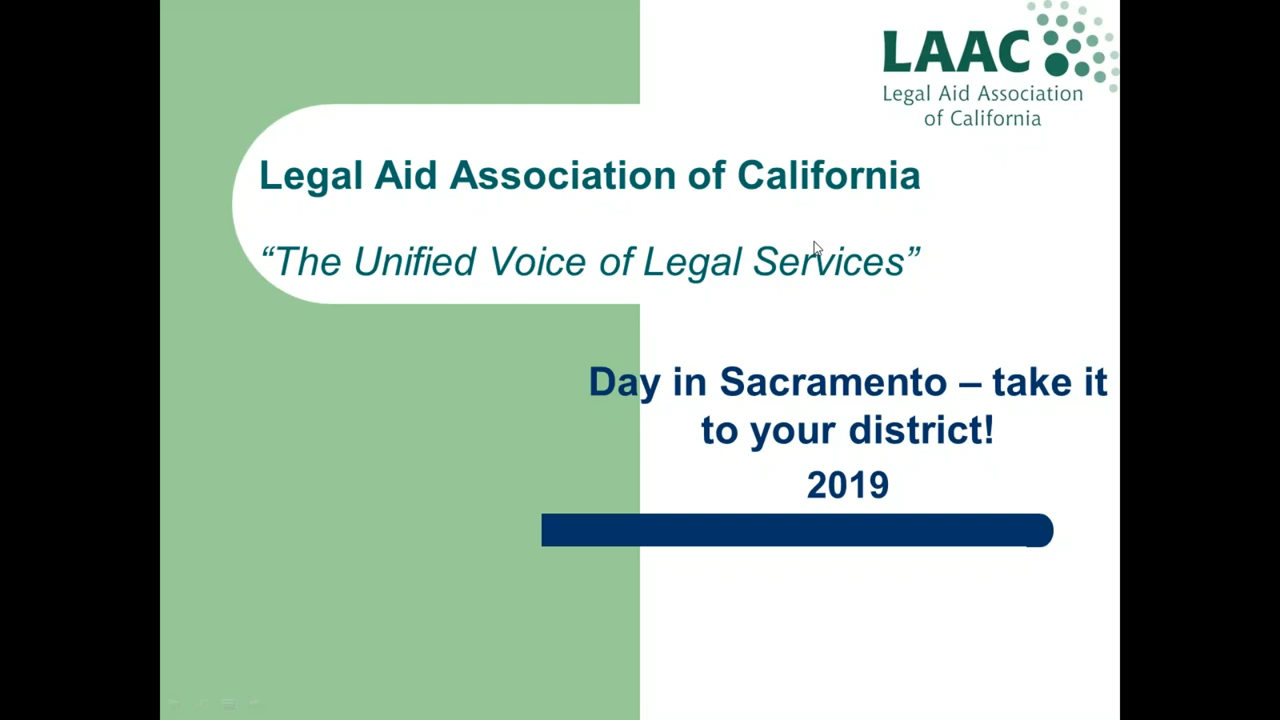 LAAC
Legal Aid Association
of California
Legal Aid Association of California
“The Unified Voice of Legal Services”
Day in Sacramento – take it
to your district!
2019